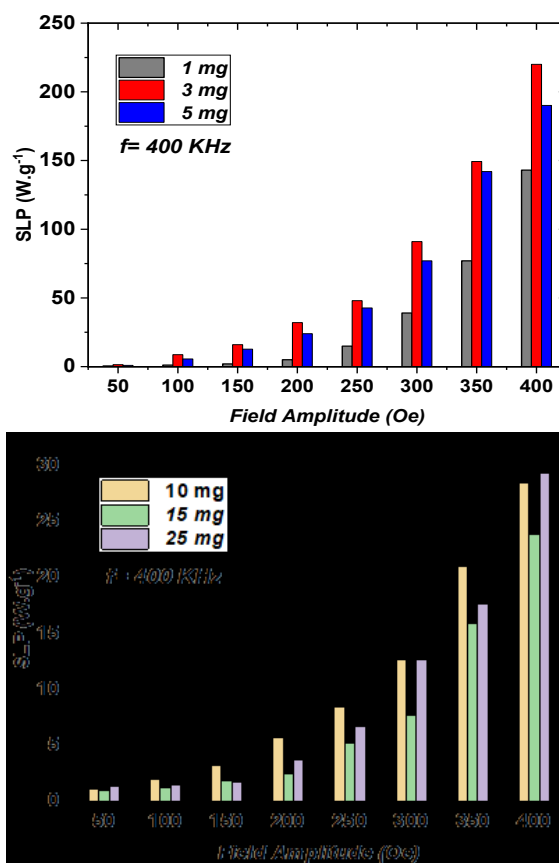 250
200
150
100
50
0
SLP (W.g-1)
1 mg
3 mg
5 mg
f= 400 KHz
50 100 150 200 250 300 350 400
Field Amplitude (Oe)
30
25
20
15
10
5
0
SLP (W.g-1)
10 mg
15 mg
25 mg
f = 400 KHz
50 100 150 200 250 300 350 400
Field Amplitude (Oe)